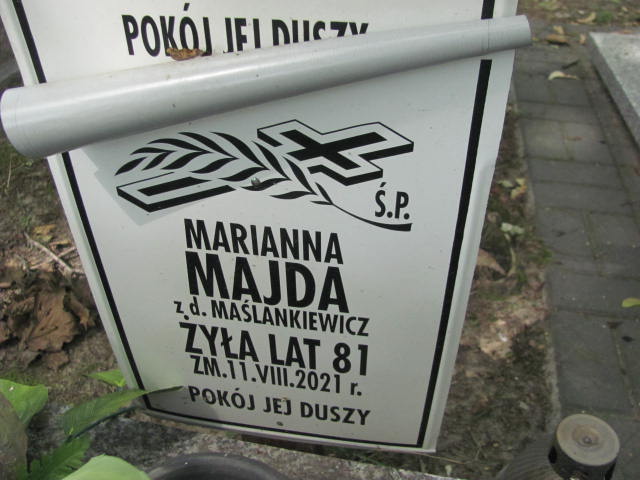 POKÓJ JEJ DUSZY
Ś.P.
MARIANNA
MAJDA
z d. MAŚLANKIEWICZ
ŻYŁA LAT 81
ZM. 11. VIII. 2021 r.
POKÓJ JEJ DUSZY